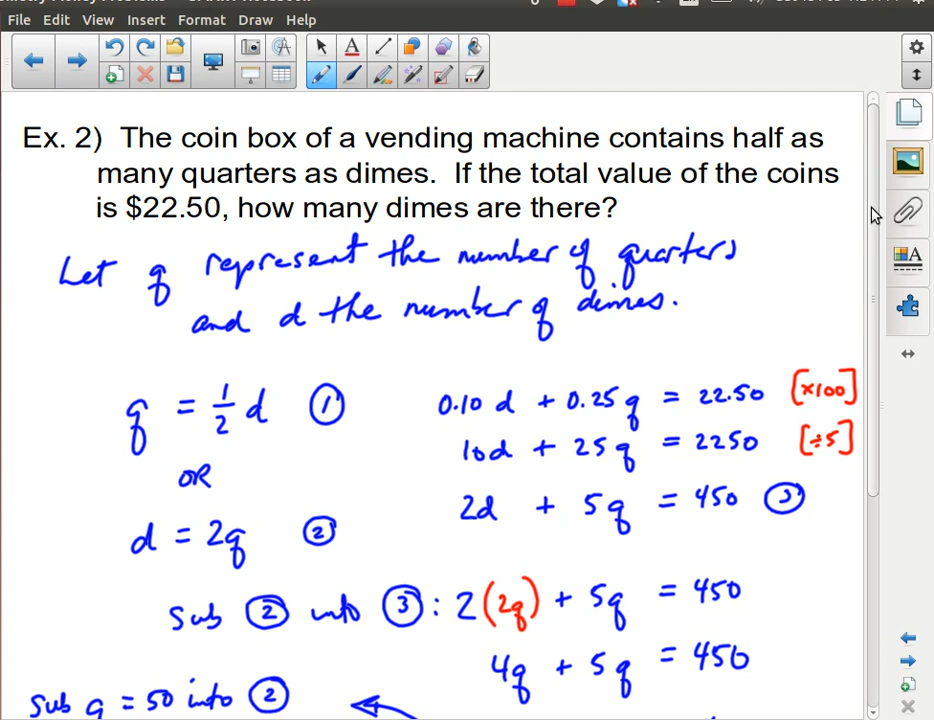 File Edit View Insert Format Draw Help
Ex. 2) The coin box of a vending machine contains half as
many quarters as dimes. If the total value of the coins
is $22.50, how many dimes are there?
Let q represent the number of quarters
and d the number of dimes.
q = 1/2 d ①
OR
d = 2q ②
0.10 d + 0.25q = 22.50 [×100]
10d + 25q = 2250 [÷5]
2d + 5q = 450 ③
Sub ② into ③ : 2(2q) + 5q = 450
4q + 5q = 450
Sub q = 50 into ②